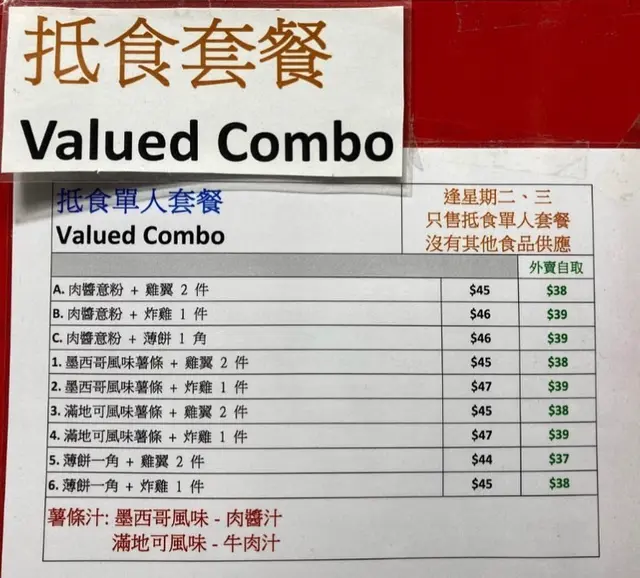 抵食套餐
Valued Combo
抵食單人套餐
Valued Combo
逢星期二、三
只售抵食單人套餐
沒有其他食品供應
外賣自取
A. 肉醬意粉 + 雞翼 2 件 $45 $38
B. 肉醬意粉 + 炸雞 1 件 $46 $39
C. 肉醬意粉 + 薄餅 1 角 $46 $39
1. 墨西哥風味薯條 + 雞翼 2 件 $45 $38
2. 墨西哥風味薯條 + 炸雞 1 件 $47 $39
3. 滿地可風味薯條 + 雞翼 2 件 $45 $38
4. 滿地可風味薯條 + 炸雞 1 件 $47 $39
5. 薄餅一角 + 雞翼 2 件 $44 $37
6. 薄餅一角 + 炸雞 1 件 $45 $38
薯條汁: 墨西哥風味 - 肉醬汁
滿地可風味 - 牛肉汁